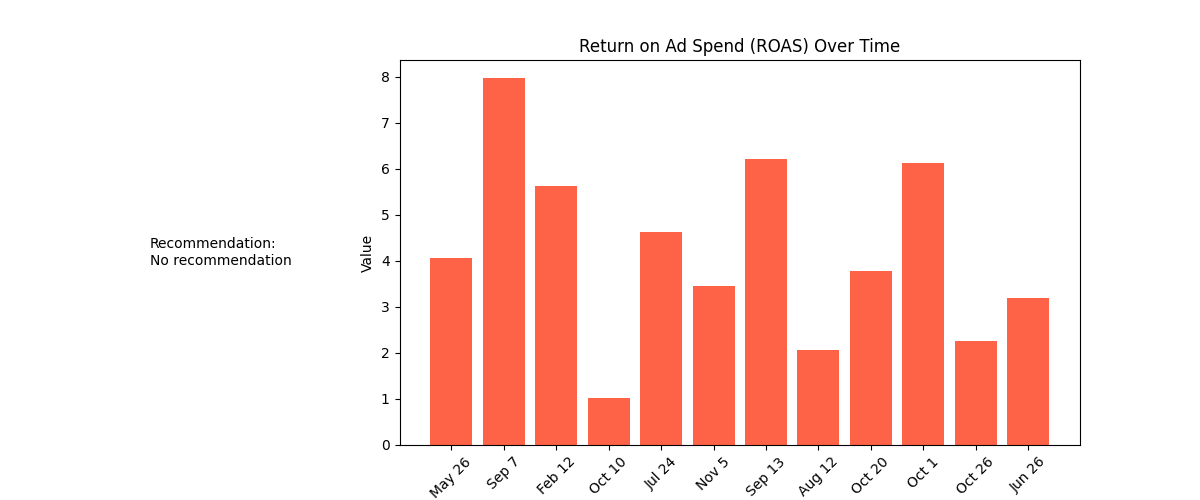 Return on Ad Spend (ROAS) Over Time
Recommendation:
No recommendation
Value
8
7
6
5
4
3
2
1
0
May 26
Sep 7
Feb 12
Oct 10
Jul 24
Nov 5
Sep 13
Aug 12
Oct 20
Oct 1
Oct 26
Jun 26